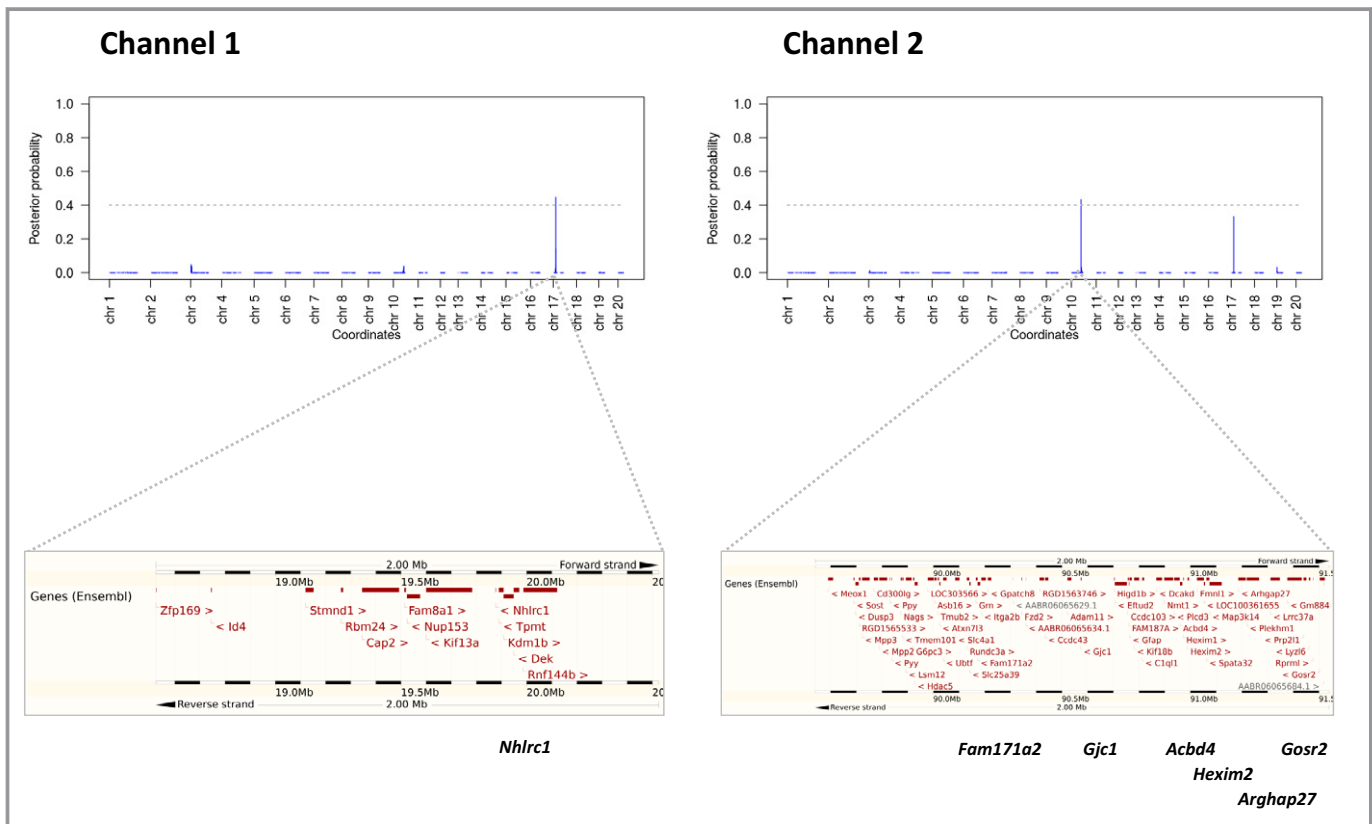 Channel 1
Channel 2
Posterior probability
1.0
0.8
0.6
0.4
0.2
0.0
chr 1
chr 2
chr 3
chr 4
chr 5
chr 6
chr 7
chr 8
chr 9
chr 10
chr 11
chr 12
chr 13
chr 14
chr 15
chr 16
chr 17
chr 18
chr 19
chr 20
Coordinates
Posterior probability
1.0
0.8
0.6
0.4
0.2
0.0
chr 1
chr 2
chr 3
chr 4
chr 5
chr 6
chr 7
chr 8
chr 9
chr 10
chr 11
chr 12
chr 13
chr 14
chr 15
chr 16
chr 17
chr 18
chr 19
chr 20
Coordinates
2.00 Mb Forward strand
19.0Mb 19.5Mb 20.0Mb 20
Genes (Ensembl)
Zfp169 > Stmnd1 > Fam8a1 > < Nhlrc1
< Id4 Rbm24 > < Nup153 < Tpmt
Cap2 > < Kif13a Kdm1b >
< Dek
Rnf144b >
19.0Mb 19.5Mb 20.0Mb 20
Reverse strand 2.00 Mb
2.00 Mb Forward strand
90.0Mb 90.5Mb 91.0Mb 91.5
Genes (Ensembl)
< Meox1 Cd300lg > LOC303566 > < Gpatch8 RGD1563746 > Higd1b > < Dcakd Fmnl1 > < Arhgap27
< Sost < Ppy Asb16 > Grn > < AABR06065629.1 < Eftud2 Nmt1 > < LOC100361655 < Gm884
< Dusp3 Nags > Tmub2 > < Itga2b Fzd2 > Adam11 > Ccdc103 > < Plcd3 < Map3k14 < Lrrc37a
RGD1565533 > < Atxn7l3 < AABR06065634.1 FAM187A > Acbd4 > < Plekhm1
< Mpp3 < Tmem101 < Slc4a1 < Ccdc43 < Gfap Hexim1 > < Prp2l1
< Mpp2 G6pc3 > Rundc3a > < Gjc1 < Kif18b Hexim2 > < Lyzl6
< Pyy < Ubtf < Fam171a2 < C1ql1 < Spata32 Rprml >
< Lsm12 < Slc25a39 < Gosr2
< Hdac5 AABR06065684.1 >
90.0Mb 90.5Mb 91.0Mb 91.5
Reverse strand 2.00 Mb
Nhlrc1
Fam171a2 Gjc1 Acbd4 Gosr2
Hexim2
Arghap27